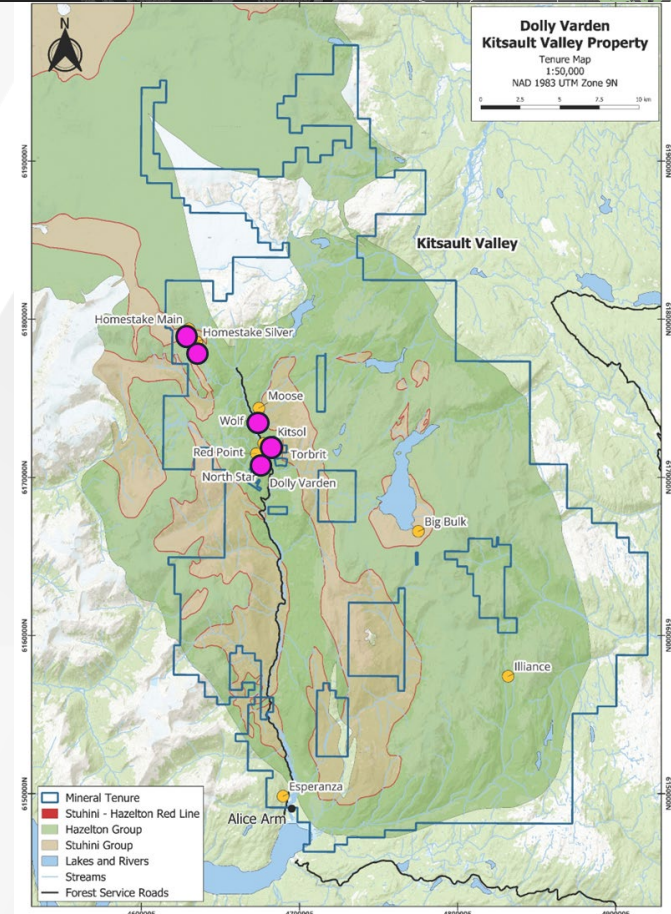 Dolly Varden
Kitsault Valley Property
Tenure Map
1:50,000
NAD 1983 UTM Zone 9N
0 2.5 5 7.5 10 km
N
6190000N
6190000N
Kitsault Valley
6180000N
6180000N
Homestake Main
Homestake Silver
Moose
Wolf
Kitsol
Red Point
Torbrit
6170000N
6170000N
North Star
Dolly Varden
Big Bulk
6160000N
6160000N
Illiance
6150000N
6150000N
Esperanza
Alice Arm
Mineral Tenure
Stuhini - Hazelton Red Line
Hazelton Group
Stuhini Group
Lakes and Rivers
Streams
Forest Service Roads